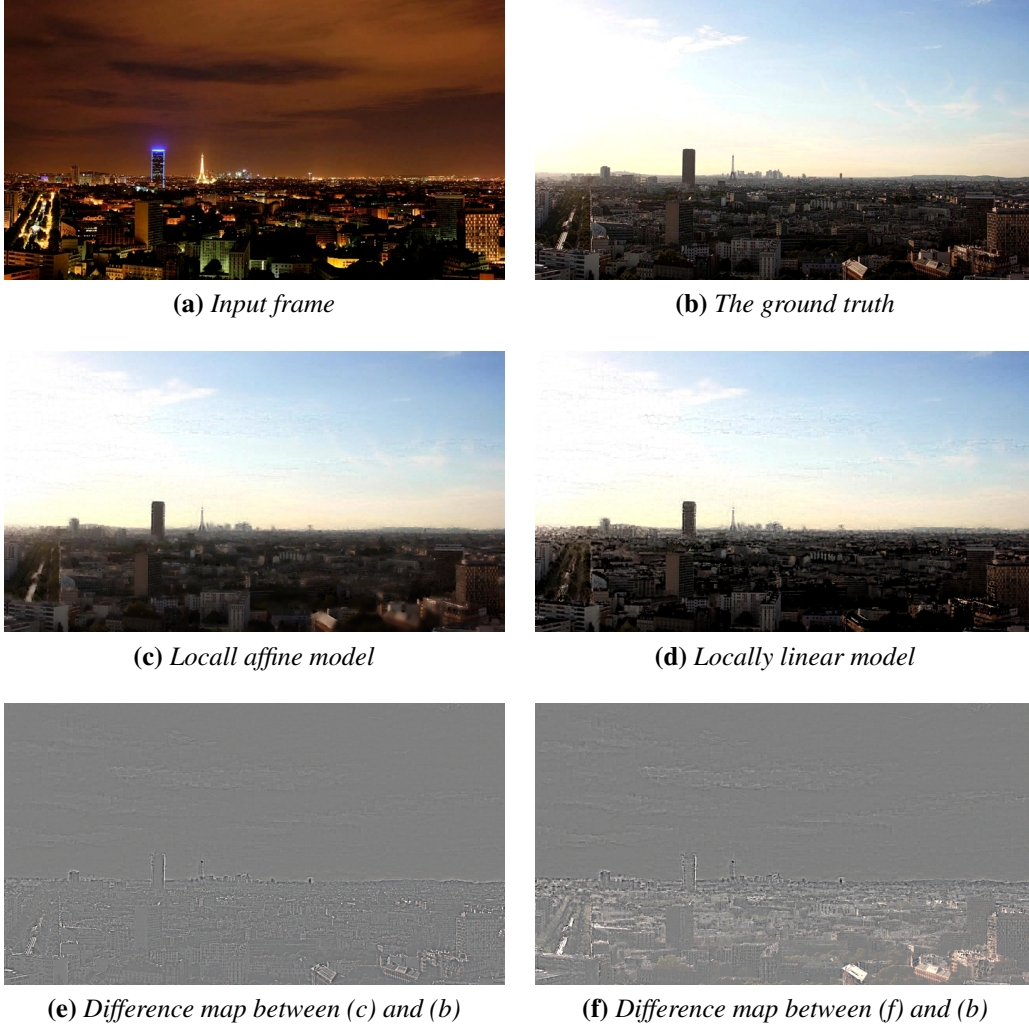 (a) Input frame
(b) The ground truth
(c) Locall affine model
(d) Locally linear model
(e) Difference map between (c) and (b)
(f) Difference map between (f) and (b)